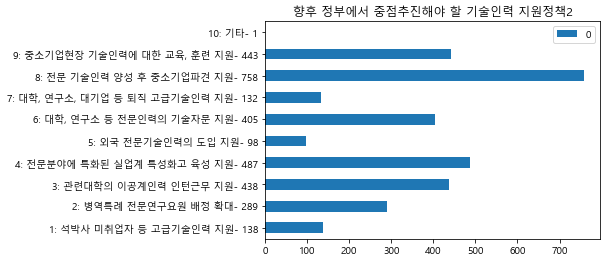 향후 정부에서 중점추진해야 할 기술인력 지원정책2
0
10: 기타- 1
9: 중소기업현장 기술인력에 대한 교육, 훈련 지원- 443
8: 전문 기술인력 양성 후 중소기업파견 지원- 758
7: 대학, 연구소, 대기업 등 퇴직 고급기술인력 지원- 132
6: 대학, 연구소 등 전문인력의 기술자문 지원- 405
5: 외국 전문기술인력의 도입 지원- 98
4: 전문분야에 특화된 실업계 특성화고 육성 지원- 487
3: 관련대학의 이공계인력 인턴근무 지원- 438
2: 병역특례 전문연구요원 배정 확대- 289
1: 석박사 미취업자 등 고급기술인력 지원- 138
0 100 200 300 400 500 600 700